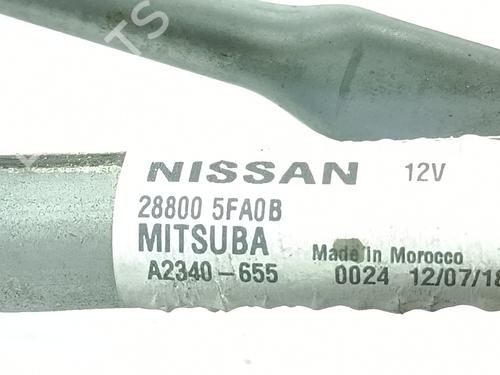 NISSAN 12V
28800 5FA0B
MITSUBA Made in Morocco
A2340-655 0024 12/07/18